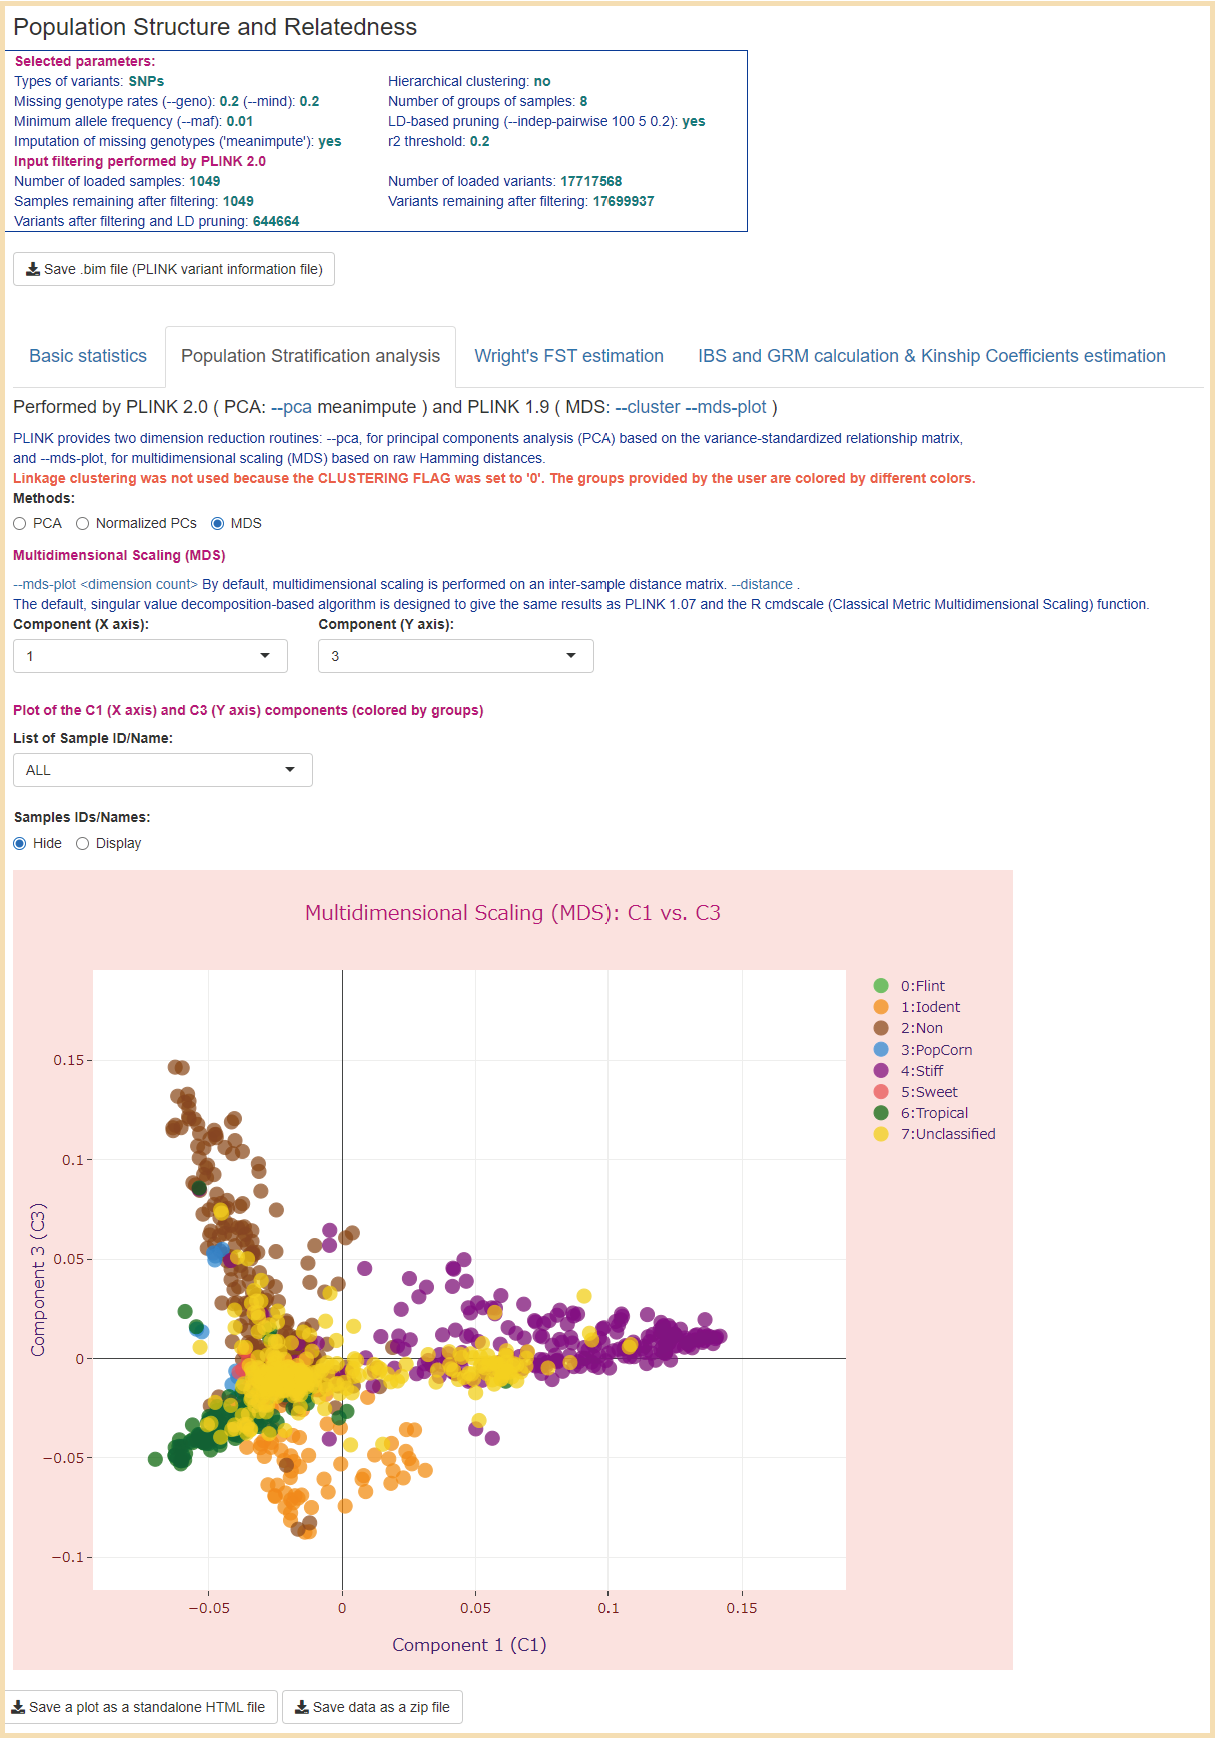 Population Structure and Relatedness
Selected parameters:
Types of variants: SNPs
Hierarchical clustering: no
Missing genotype rates (--geno): 0.2 (--mind): 0.2
Number of groups of samples: 8
Minimum allele frequency (--maf): 0.01
LD-based pruning (--indep-pairwise 100 5 0.2): yes
Imputation of missing genotypes ('meanimpute'): yes
r2 threshold: 0.2
Input filtering performed by PLINK 2.0
Number of loaded samples: 1049
Number of loaded variants: 17717568
Samples remaining after filtering: 1049
Variants remaining after filtering: 17699937
Variants after filtering and LD pruning: 644664
Save .bim file (PLINK variant information file)
Basic statistics
Population Stratification analysis
Wright's FST estimation
IBS and GRM calculation & Kinship Coefficients estimation
Performed by PLINK 2.0 ( PCA: --pca meanimpute ) and PLINK 1.9 ( MDS: --cluster --mds-plot )
PLINK provides two dimension reduction routines: --pca, for principal components analysis (PCA) based on the variance-standardized relationship matrix,
and --mds-plot, for multidimensional scaling (MDS) based on raw Hamming distances.
Linkage clustering was not used because the CLUSTERING FLAG was set to '0'. The groups provided by the user are colored by different colors.
Methods:
PCA Normalized PCs MDS
Multidimensional Scaling (MDS)
--mds-plot <dimension count> By default, multidimensional scaling is performed on an inter-sample distance matrix. --distance .
The default, singular value decomposition-based algorithm is designed to give the same results as PLINK 1.07 and the R cmdscale (Classical Metric Multidimensional Scaling) function.
Component (X axis):
Component (Y axis):
1
3
Plot of the C1 (X axis) and C3 (Y axis) components (colored by groups)
List of Sample ID/Name:
ALL
Samples IDs/Names:
Hide Display
Multidimensional Scaling (MDS): C1 vs. C3
0:Flint
1:Iodent
2:Non
3:PopCorn
4:Stiff
5:Sweet
6:Tropical
7:Unclassified
0.15
0.1
0.05
0
−0.05
−0.1
Component 3 (C3)
−0.05
0
0.05
0.1
0.15
Component 1 (C1)
Save a plot as a standalone HTML file
Save data as a zip file